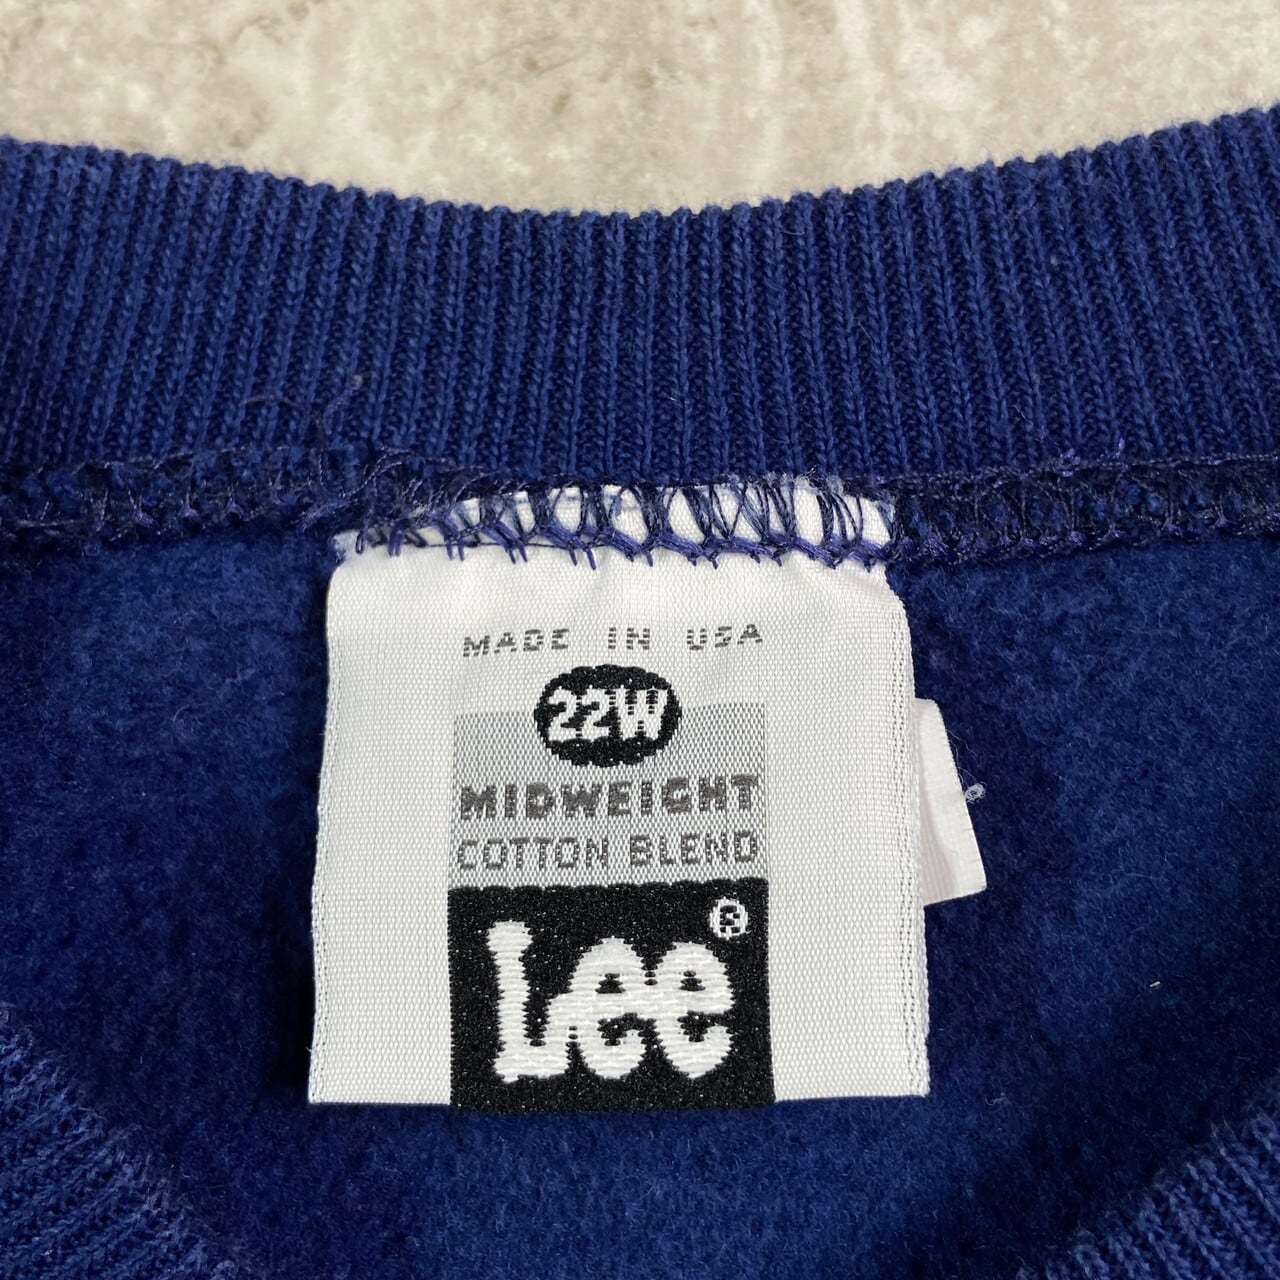 MADE IN USA
22W
MIDWEIGHT
COTTON BLEND
Lee®